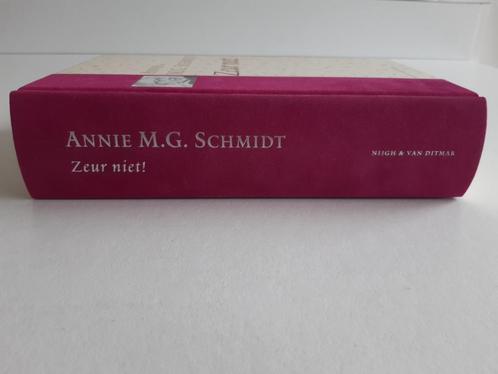 ANNIE M.G. SCHMIDT
Zeur niet!
NIJGH & VAN DITMAR